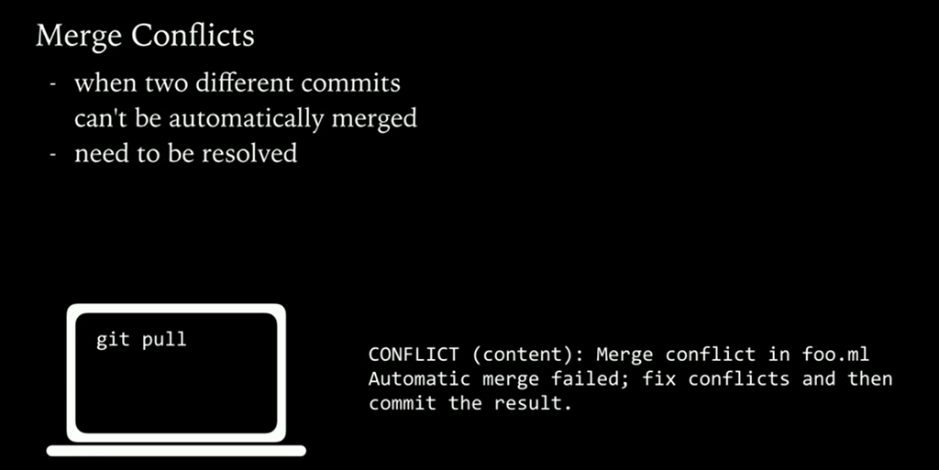 Merge Conflicts
- when two different commits
can't be automatically merged
- need to be resolved
git pull
CONFLICT (content): Merge conflict in foo.ml
Automatic merge failed; fix conflicts and then
commit the result.